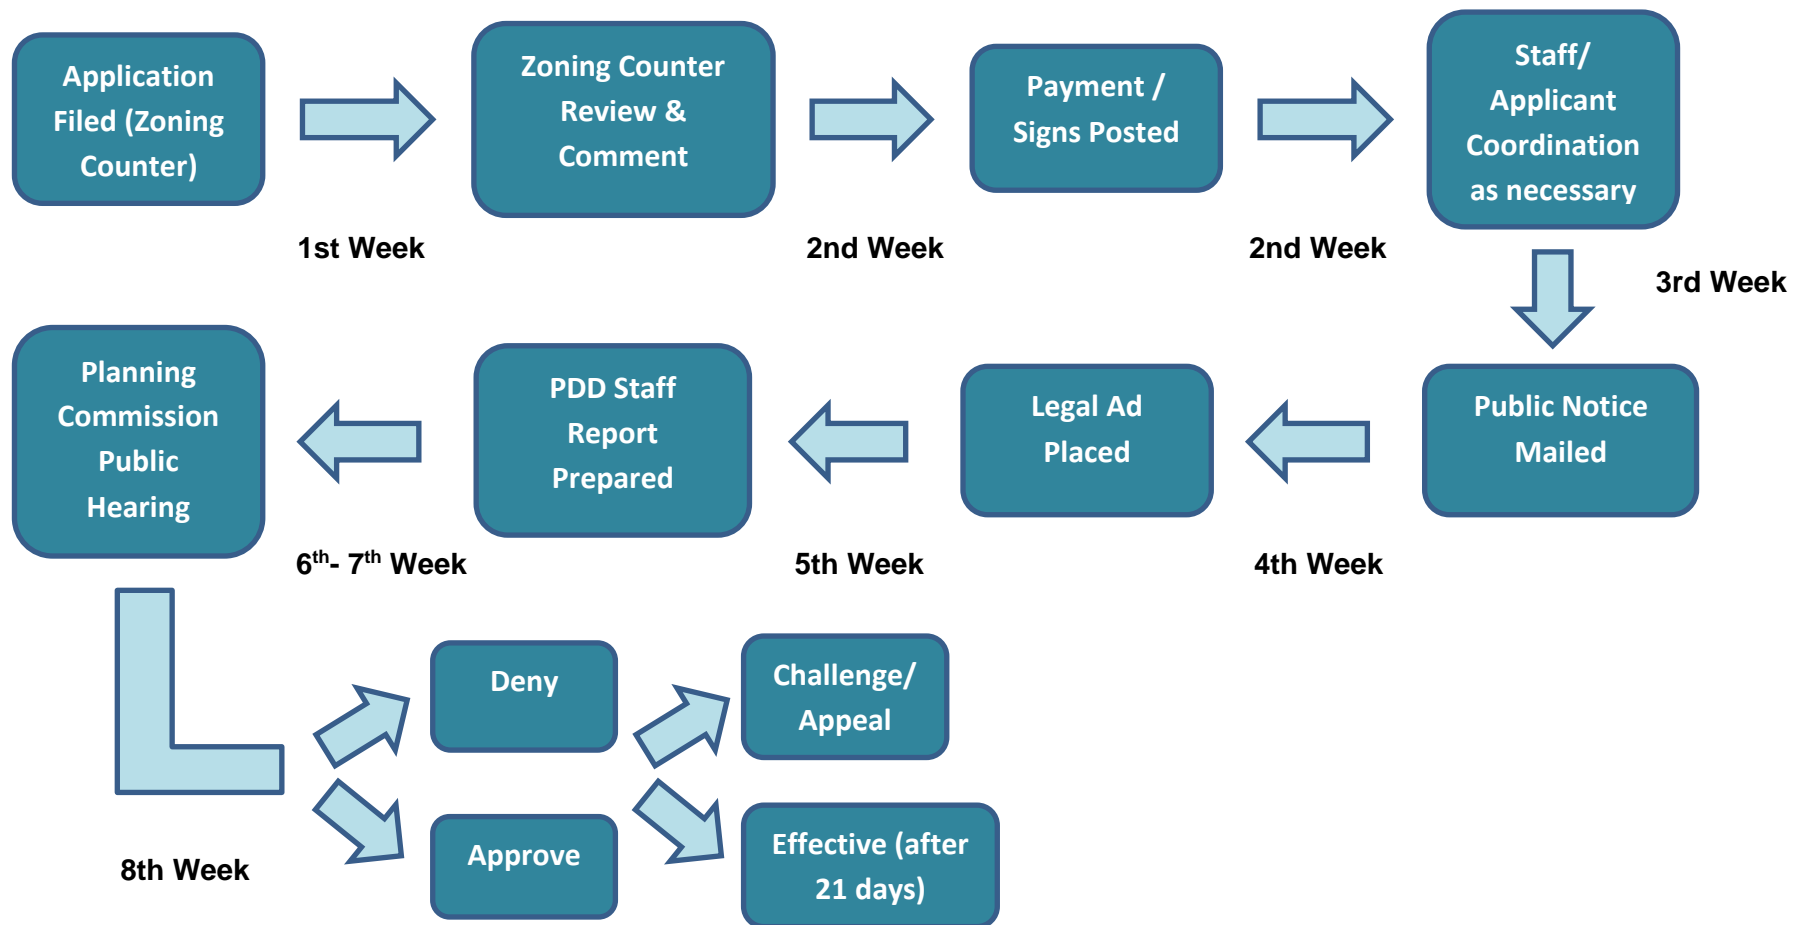 Application
Filed (Zoning
Counter)
1st Week
Zoning Counter
Review &
Comment
2nd Week
Payment /
Signs Posted
2nd Week
Staff/
Applicant
Coordination
as necessary
3rd Week
Public Notice
Mailed
4th Week
Legal Ad
Placed
5th Week
PDD Staff
Report
Prepared
6th- 7th Week
Planning
Commission
Public
Hearing
8th Week
Deny
Approve
Challenge/
Appeal
Effective (after
21 days)